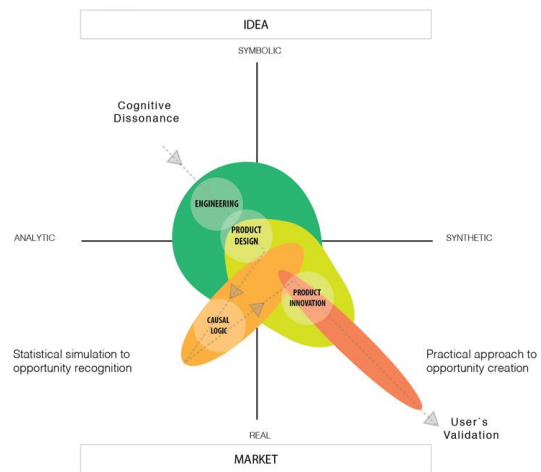 IDEA
SYMBOLIC
Cognitive
Dissonance
ENGINEERING
PRODUCT
DESIGN
ANALYTIC
SYNTHETIC
PRODUCT
INNOVATION
CAUSAL
LOGIC
Statistical simulation to
opportunity recognition
Practical approach to
opportunity creation
User´s
Validation
REAL
MARKET